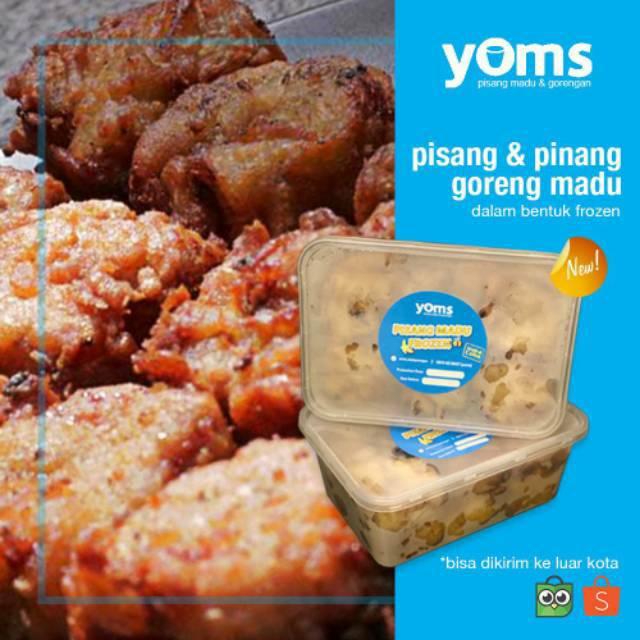 yoms
pisang madu & gorengan
pisang & pinang
goreng madu
dalam bentuk frozen
New!
yoms
PISANG MADU
FROZEN
*bisa dikirim ke luar kota
S